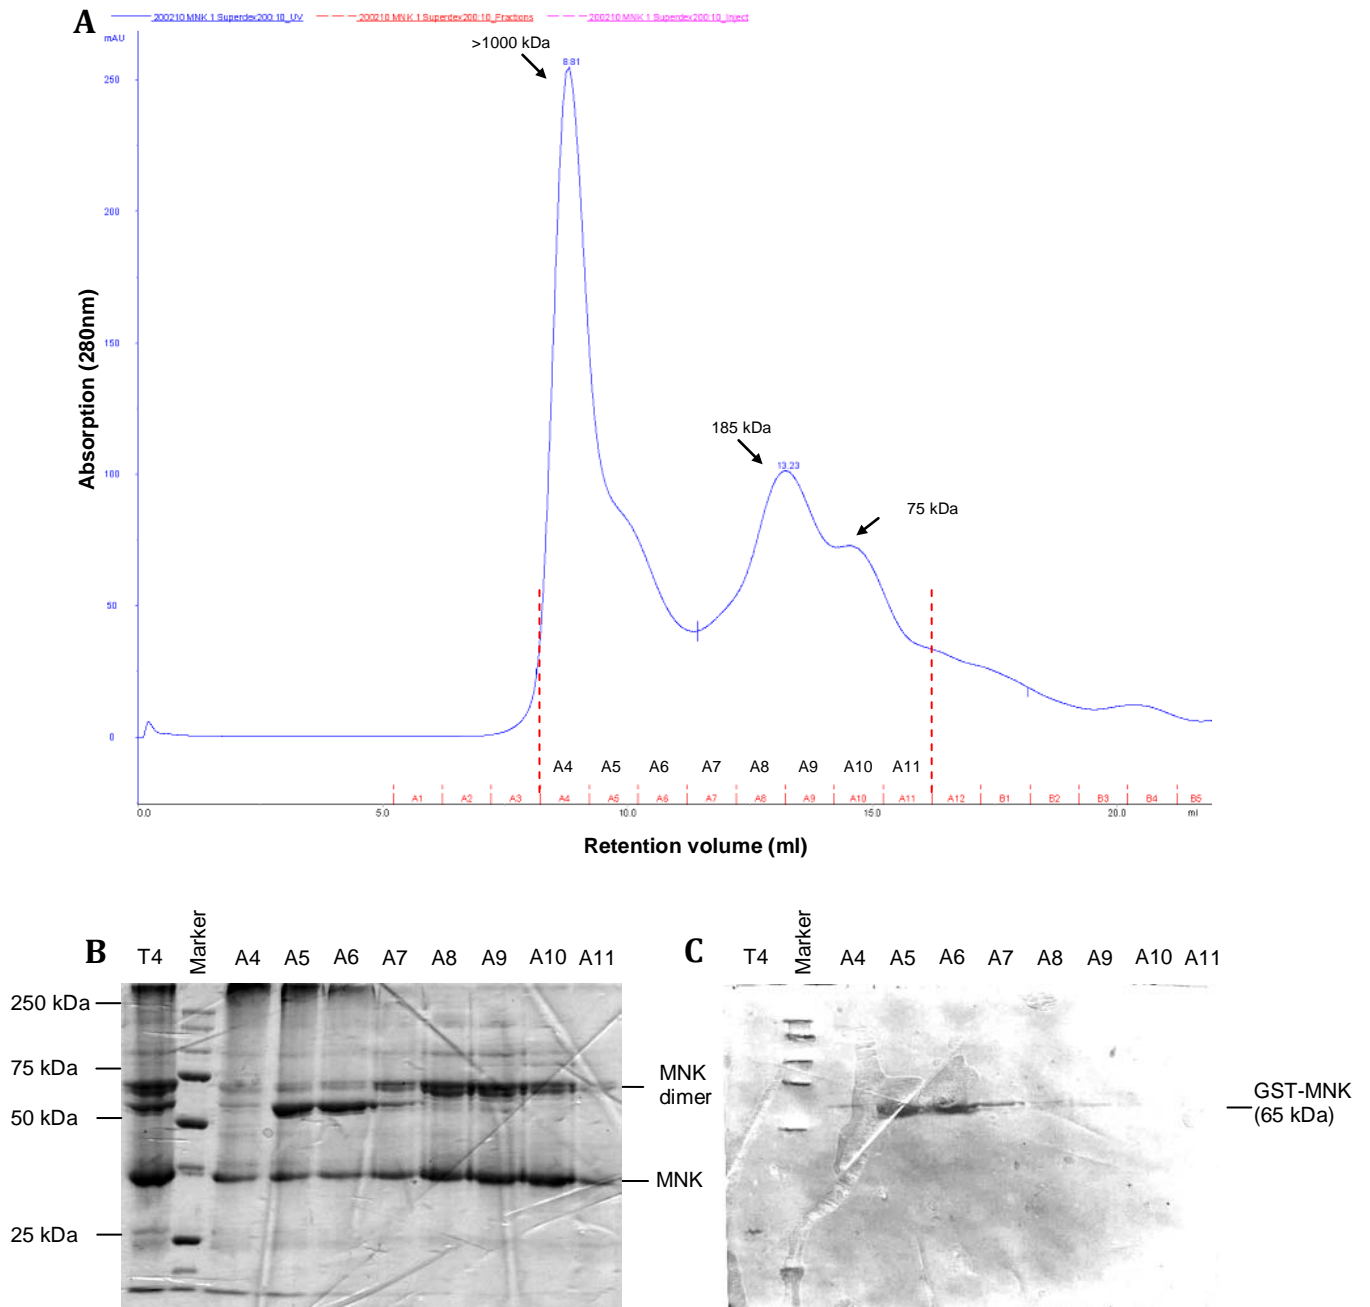 A
200210 MNK 1 Superdex200:10_UV 200210 MNK 1 Superdex200:10_Fractions 200210 MNK 1 Superdex200:10_Inject
mAU
>1000 kDa
8.81
250
200
150
185 kDa
13.23
100
75 kDa
50
0
Absorption (280nm)
A4 A5 A6 A7 A8 A9 A10 A11
A1 A2 A3 A4 A5 A6 A7 A8 A9 A10 A11 A12 B1 B2 B3 B4 B5
0.0 5.0 10.0 15.0 20.0 ml
Retention volume (ml)
B
T4 Marker A4 A5 A6 A7 A8 A9 A10 A11
250 kDa
75 kDa
50 kDa
25 kDa
MNK
dimer
MNK
C
T4 Marker A4 A5 A6 A7 A8 A9 A10 A11
GST-MNK
(65 kDa)